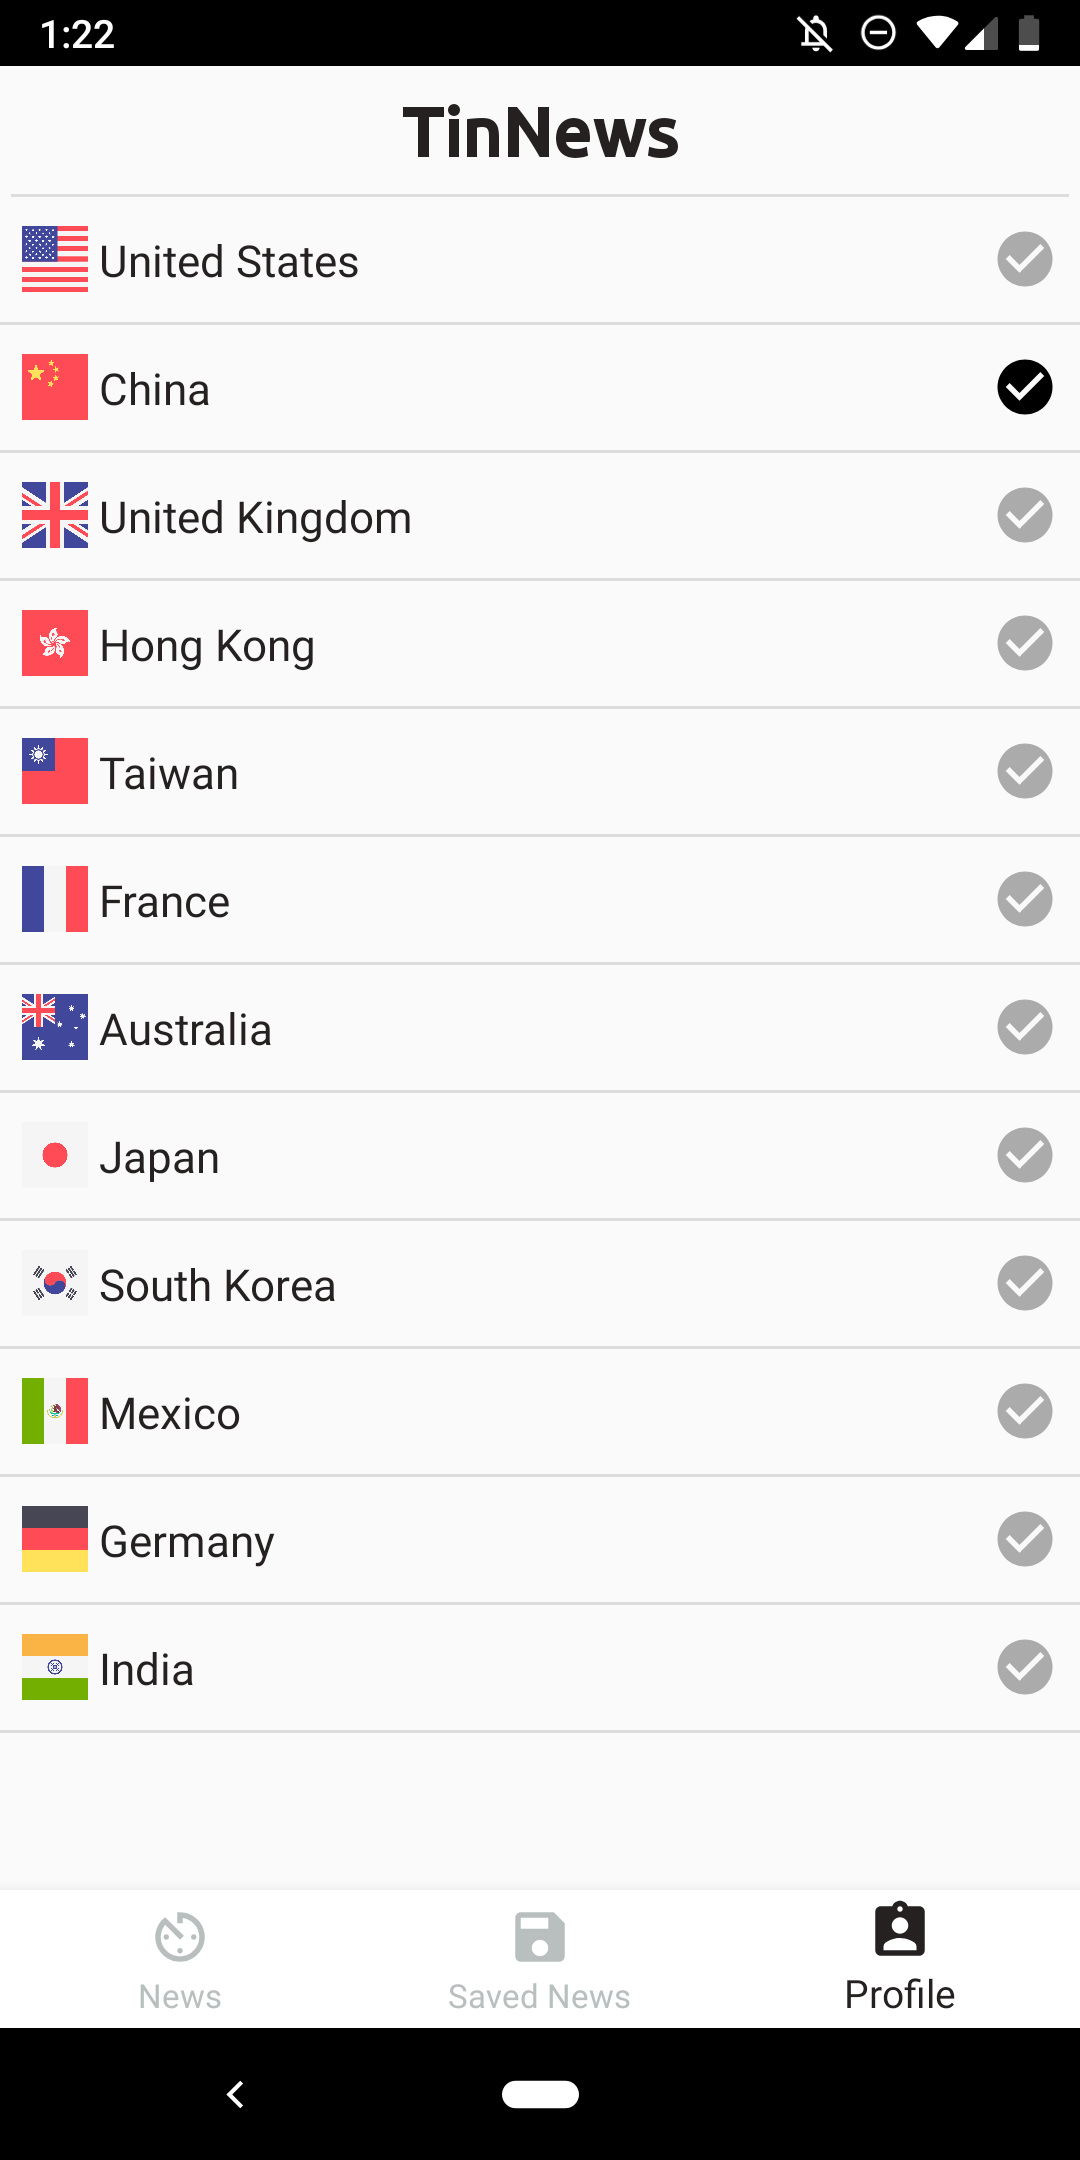 1:22
TinNews
United States
China
United Kingdom
Hong Kong
Taiwan
France
Australia
Japan
South Korea
Mexico
Germany
India
News
Saved News
Profile